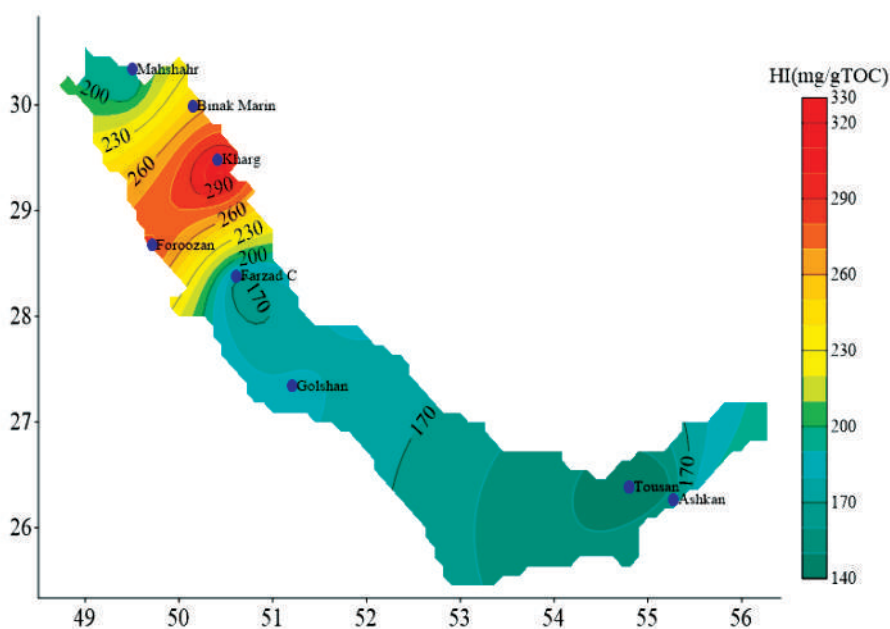 HI(mg/gTOC)
30
29
28
27
26
49 50 51 52 53 54 55 56
Mahshahr
200
Bınak Marin
230
260
Kharg
290
260
Foroozan
230
200
Farzad C
170
Golshan
170
170
Tousan
Ashkan
330
320
290
260
230
200
170
140